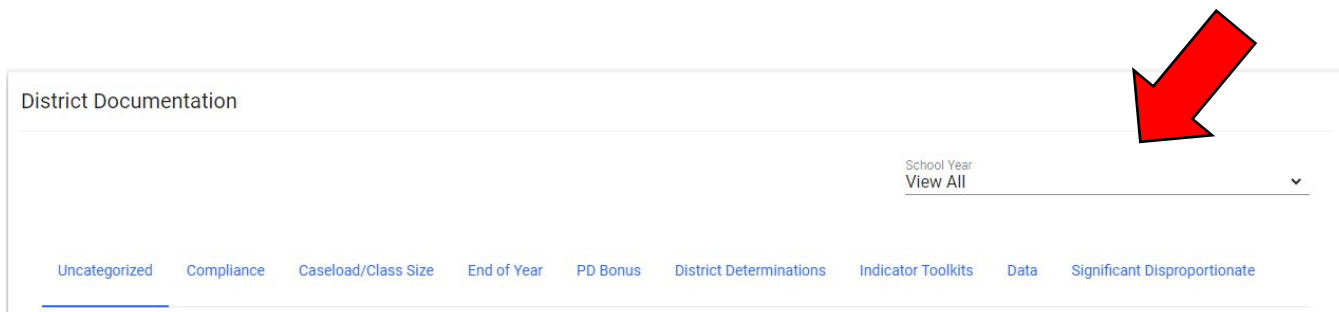 District Documentation
School Year
View All
Uncategorized Compliance Caseload/Class Size End of Year PD Bonus District Determinations Indicator Toolkits Data Significant Disproportionate